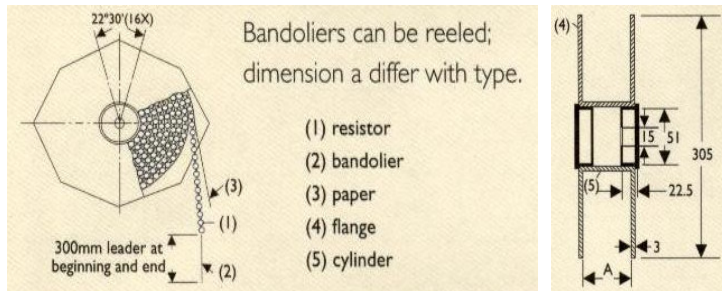 22°30'(16X)
Bandoliers can be reeled;
dimension a differ with type.
(1) resistor
(2) bandolier
(3) paper
(4) flange
(5) cylinder
(3)
(1)
300mm leader at
beginning and end
(2)
(4)
15
51
305
(5)
22.5
3
A